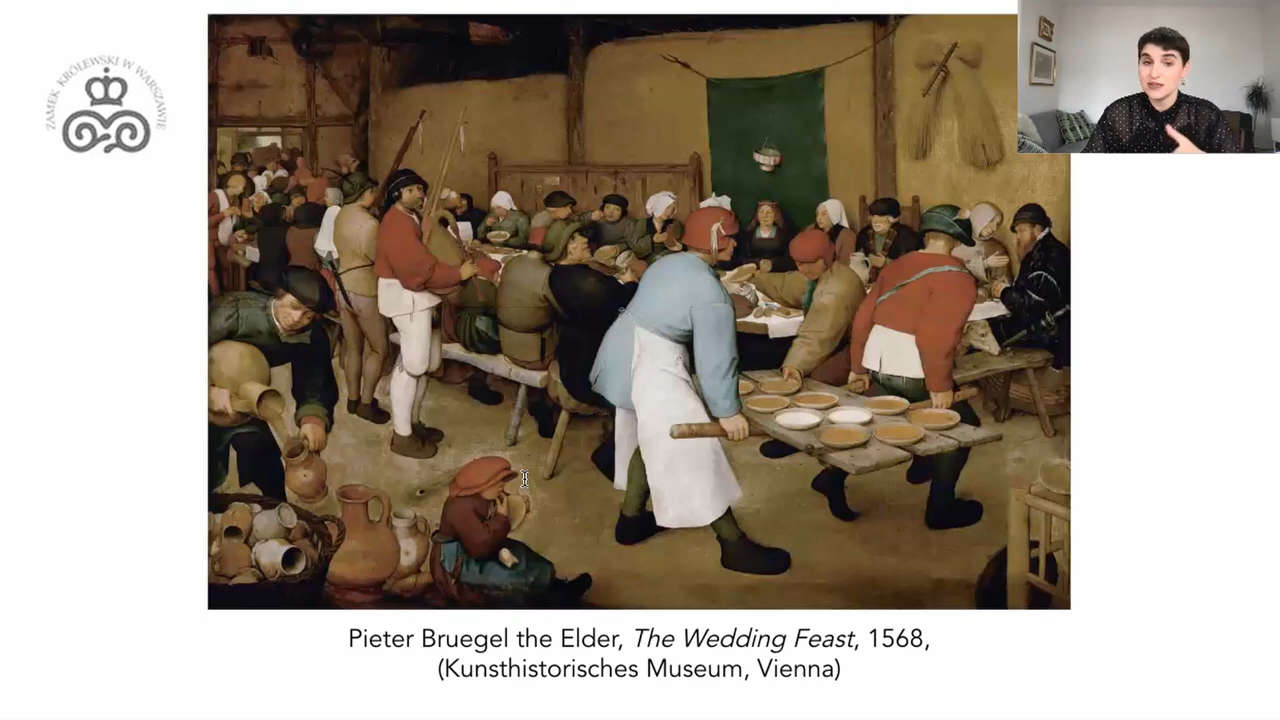 ZAMEK KRÓLEWSKI W WARSZAWIE
Pieter Bruegel the Elder, The Wedding Feast, 1568,
(Kunsthistorisches Museum, Vienna)